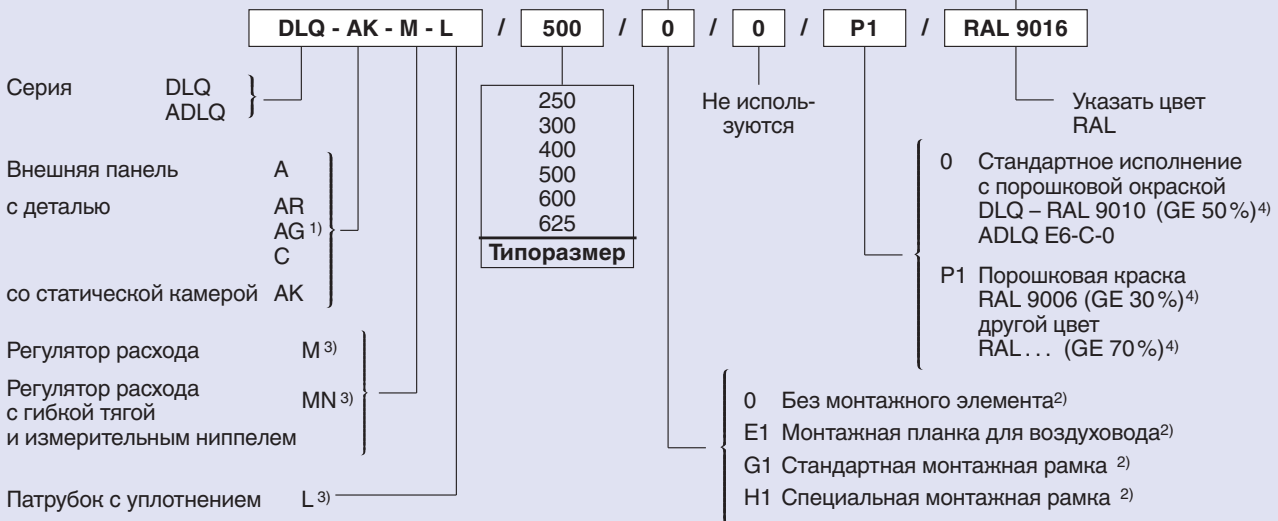 DLQ - AK - M - L / 500 / 0 / 0 / P1 / RAL 9016
Серия DLQ
ADLQ
Внешняя панель A
с деталью AR
AG 1)
C
со статической камерой AK
Регулятор расхода M 3)
Регулятор расхода
с гибкой тягой
и измерительным ниппелем
MN 3)
Патрубок с уплотнением L 3)
250
300
400
500
600
625
Типоразмер
Не исполь-
зуются
Указать цвет
RAL
0 Стандартное исполнение
с порошковой окраской
DLQ – RAL 9010 (GE 50 %)4)
ADLQ E6-C-0
P1 Порошковая краска
RAL 9006 (GE 30 %)4)
другой цвет
RAL . . . (GE 70 %)4)
0 Без монтажного элемента2)
E1 Монтажная планка для воздуховода2)
G1 Стандартная монтажная рамка 2)
H1 Специальная монтажная рамка 2)